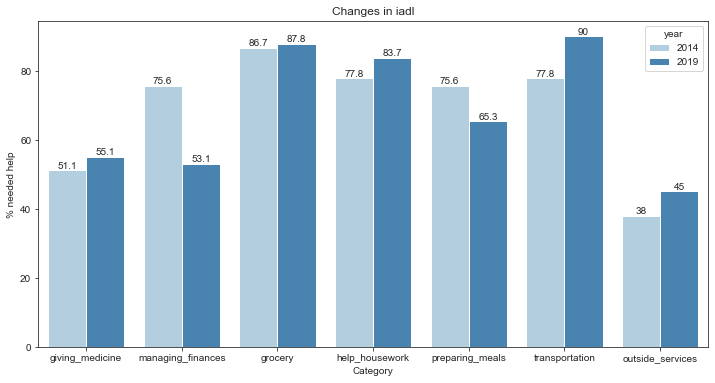 Changes in iadl
year
2014
2019
% needed help
80
60
40
20
0
51.1
55.1
75.6
53.1
86.7
87.8
77.8
83.7
75.6
65.3
77.8
90
38
45
giving_medicine
managing_finances
grocery
help_housework
preparing_meals
transportation
outside_services
Category